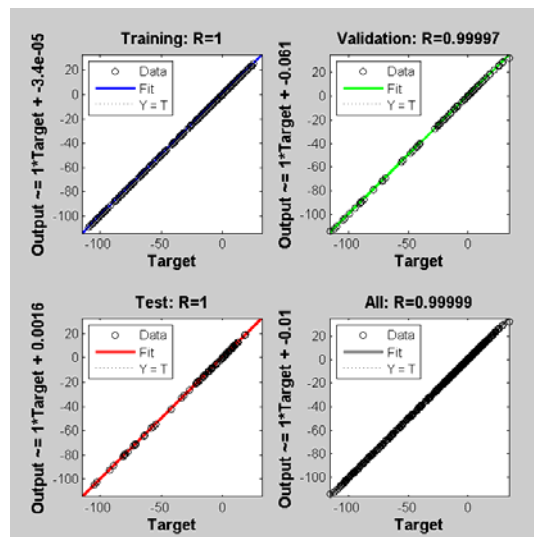 Training: R=1
Output ~= 1*Target + -3.4e-05
20
0
-20
-40
-60
-80
-100
Data
Fit
Y = T
-100
-50
0
Target
Validation: R=0.99997
Output ~= 1*Target + -0.061
20
0
-20
-40
-60
-80
-100
Data
Fit
Y = T
-100
-50
0
Target
Test: R=1
Output ~= 1*Target + 0.0016
20
0
-20
-40
-60
-80
-100
Data
Fit
Y = T
-100
-50
0
Target
All: R=0.99999
Output ~= 1*Target + -0.01
20
0
-20
-40
-60
-80
-100
Data
Fit
Y = T
-100
-50
0
Target